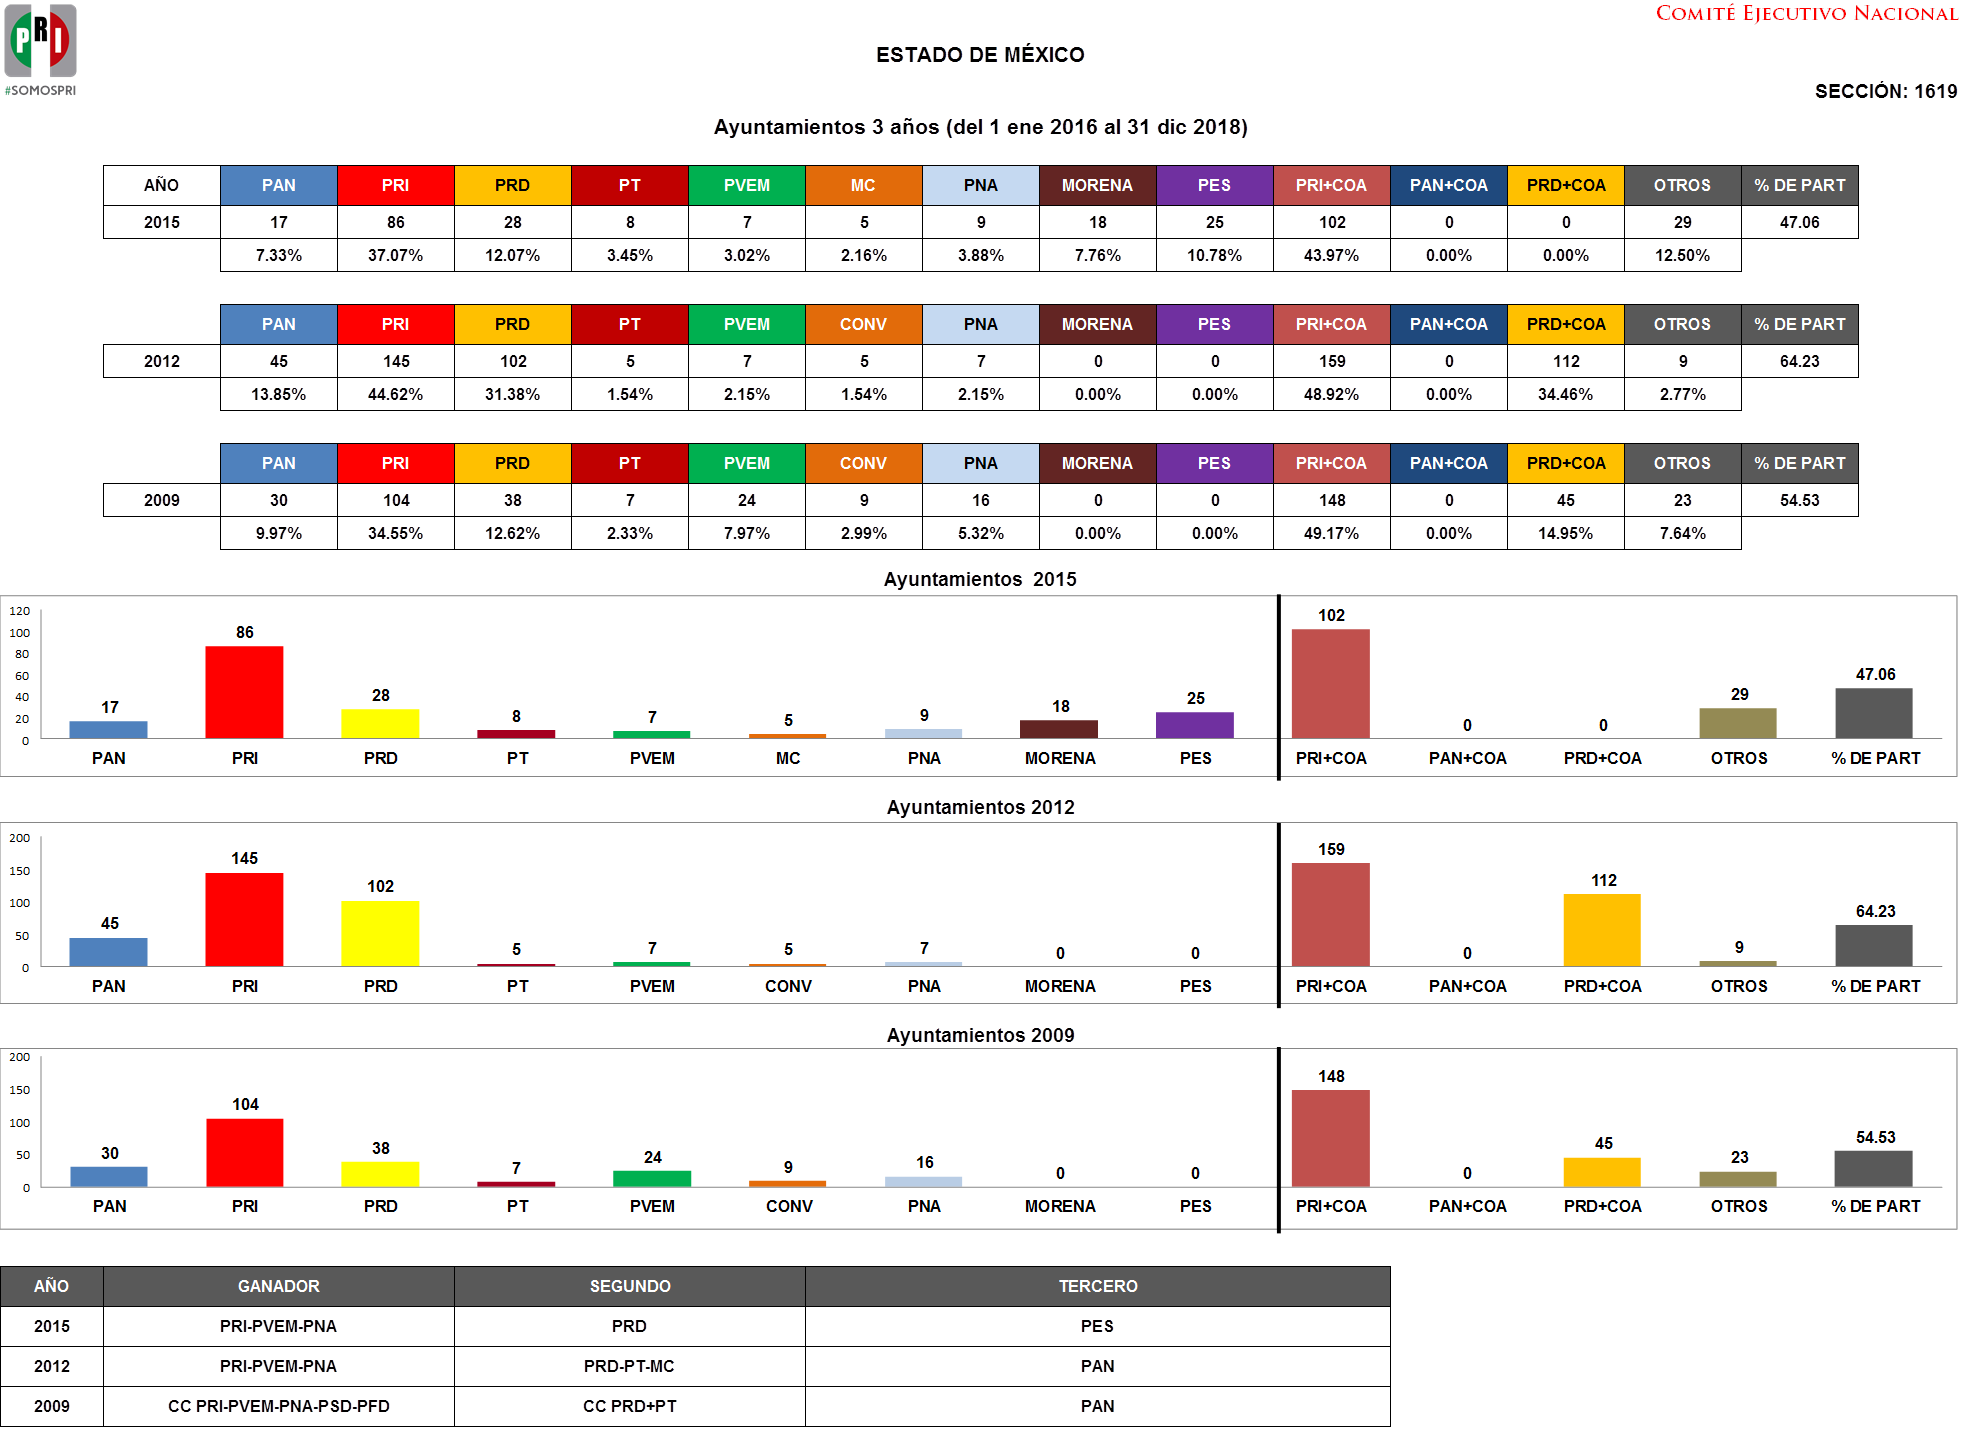 PRI
#SOMOSPRI
COMITÉ EJECUTIVO NACIONAL
ESTADO DE MÉXICO
SECCIÓN: 1619
Ayuntamientos 3 años (del 1 ene 2016 al 31 dic 2018)
AÑO PAN PRI PRD PT PVEM MC PNA MORENA PES PRI+COA PAN+COA PRD+COA OTROS % DE PART
2015 17 86 28 8 7 5 9 18 25 102 0 0 29 47.06
7.33% 37.07% 12.07% 3.45% 3.02% 2.16% 3.88% 7.76% 10.78% 43.97% 0.00% 0.00% 12.50%
PAN PRI PRD PT PVEM CONV PNA MORENA PES PRI+COA PAN+COA PRD+COA OTROS % DE PART
2012 45 145 102 5 7 5 7 0 0 159 0 112 9 64.23
13.85% 44.62% 31.38% 1.54% 2.15% 1.54% 2.15% 0.00% 0.00% 48.92% 0.00% 34.46% 2.77%
PAN PRI PRD PT PVEM CONV PNA MORENA PES PRI+COA PAN+COA PRD+COA OTROS % DE PART
2009 30 104 38 7 24 9 16 0 0 148 0 45 23 54.53
9.97% 34.55% 12.62% 2.33% 7.97% 2.99% 5.32% 0.00% 0.00% 49.17% 0.00% 14.95% 7.64%
Ayuntamientos 2015
120
100
80
60
40
20
0
17 86 28 8 7 5 9 18 25 102 0 0 29 47.06
PAN PRI PRD PT PVEM MC PNA MORENA PES PRI+COA PAN+COA PRD+COA OTROS % DE PART
Ayuntamientos 2012
200
150
100
50
0
45 145 102 5 7 5 7 0 0 159 0 112 9 64.23
PAN PRI PRD PT PVEM CONV PNA MORENA PES PRI+COA PAN+COA PRD+COA OTROS % DE PART
Ayuntamientos 2009
200
150
100
50
0
30 104 38 7 24 9 16 0 0 148 0 45 23 54.53
PAN PRI PRD PT PVEM CONV PNA MORENA PES PRI+COA PAN+COA PRD+COA OTROS % DE PART
AÑO GANADOR SEGUNDO TERCERO
2015 PRI-PVEM-PNA PRD PES
2012 PRI-PVEM-PNA PRD-PT-MC PAN
2009 CC PRI-PVEM-PNA-PSD-PFD CC PRD+PT PAN